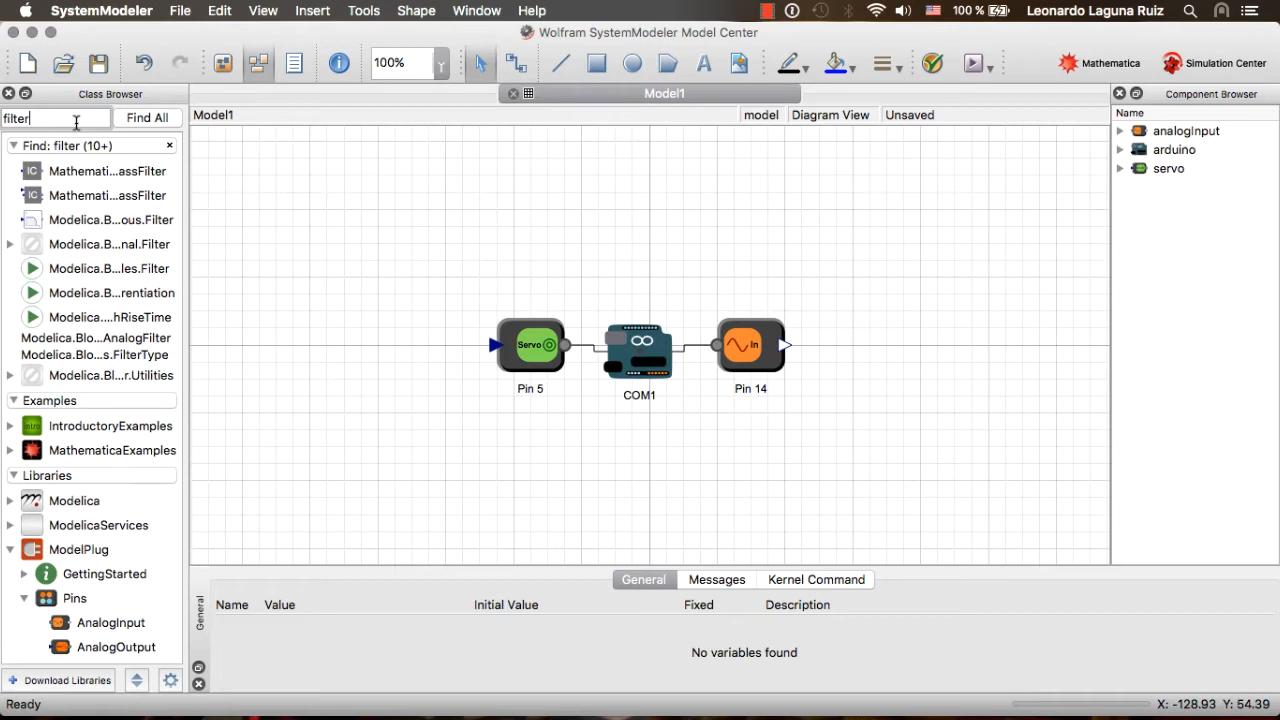 SystemModeler File Edit View Insert Tools Shape Window Help 100 % Leonardo Laguna Ruiz
Wolfram SystemModeler Model Center
100% Mathematica Simulation Center
Class Browser Model1 Component Browser
filter Find All Model1 model Diagram View Unsaved Name
Find: filter (10+) × analogInput
arduino
servo
IC Mathemati...assFilter
IC Mathemati...assFilter
Modelica.B...ous.Filter
Modelica.B...nal.Filter
Modelica.B...les.Filter
Modelica.B...rentiation
Modelica....hRiseTime
Modelica.Blo...AnalogFilter
Modelica.Blo...s.FilterType
Modelica.Bl...r.Utilities
Examples
intro IntroductoryExamples
MathematicaExamples
Libraries
Modelica
ModelicaServices
ModelPlug
GettingStarted
Pins
AnalogInput
AnalogOutput
Servo In
Pin 5 COM1 Pin 14
General Messages Kernel Command
General Name Value Initial Value Fixed Description
No variables found
+ Download Libraries
Ready X: -128.93 Y: 54.39